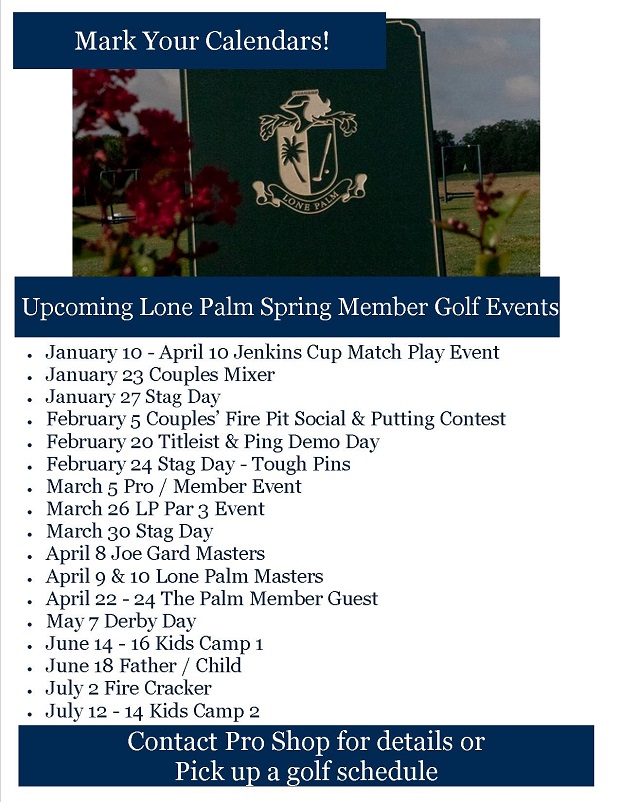 Mark Your Calendars!
LONE PALM
Upcoming Lone Palm Spring Member Golf Events
• January 10 - April 10 Jenkins Cup Match Play Event
• January 23 Couples Mixer
• January 27 Stag Day
• February 5 Couples’ Fire Pit Social & Putting Contest
• February 20 Titleist & Ping Demo Day
• February 24 Stag Day - Tough Pins
• March 5 Pro / Member Event
• March 26 LP Par 3 Event
• March 30 Stag Day
• April 8 Joe Gard Masters
• April 9 & 10 Lone Palm Masters
• April 22 - 24 The Palm Member Guest
• May 7 Derby Day
• June 14 - 16 Kids Camp 1
• June 18 Father / Child
• July 2 Fire Cracker
• July 12 - 14 Kids Camp 2
Contact Pro Shop for details or
Pick up a golf schedule